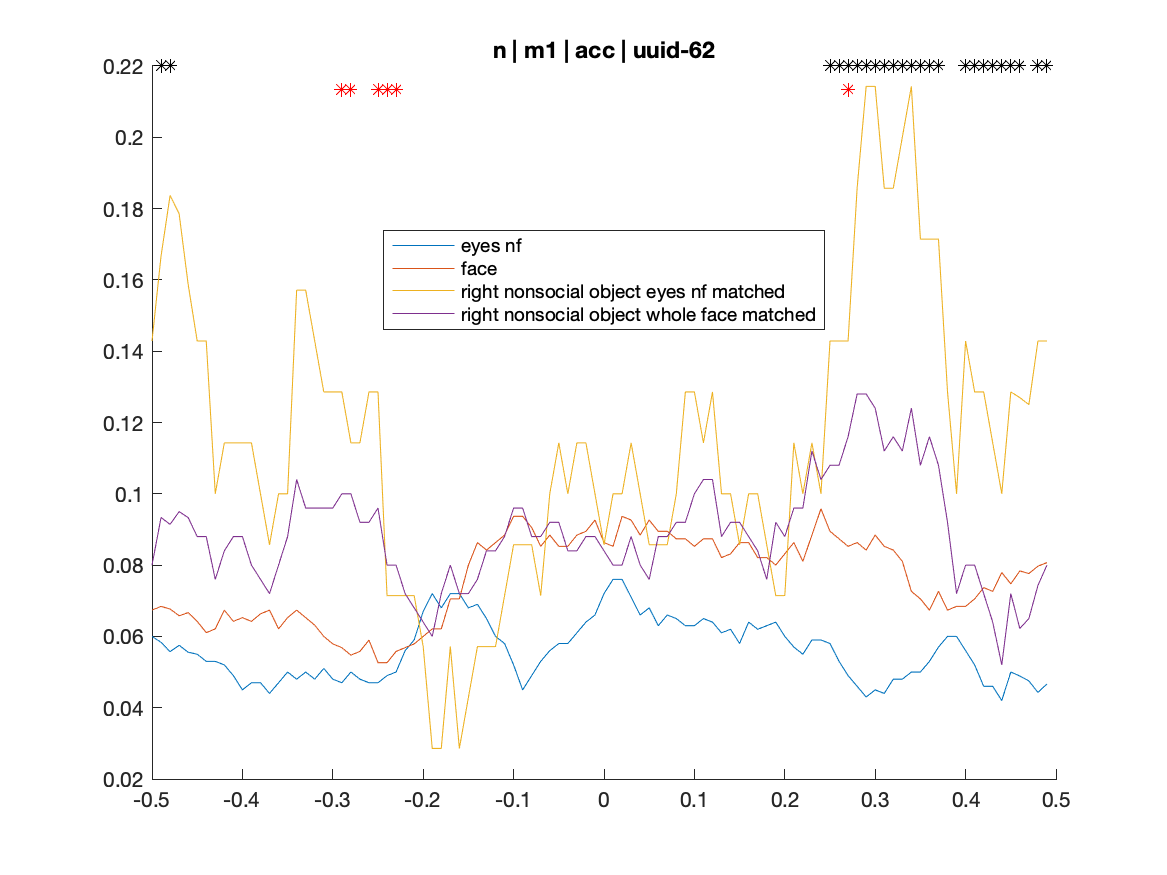 n | m1 | acc | uuid-62
0.22
0.2
0.18
0.16
0.14
0.12
0.1
0.08
0.06
0.04
0.02
eyes nf
face
right nonsocial object eyes nf matched
right nonsocial object whole face matched
-0.5 -0.4 -0.3 -0.2 -0.1 0 0.1 0.2 0.3 0.4 0.5